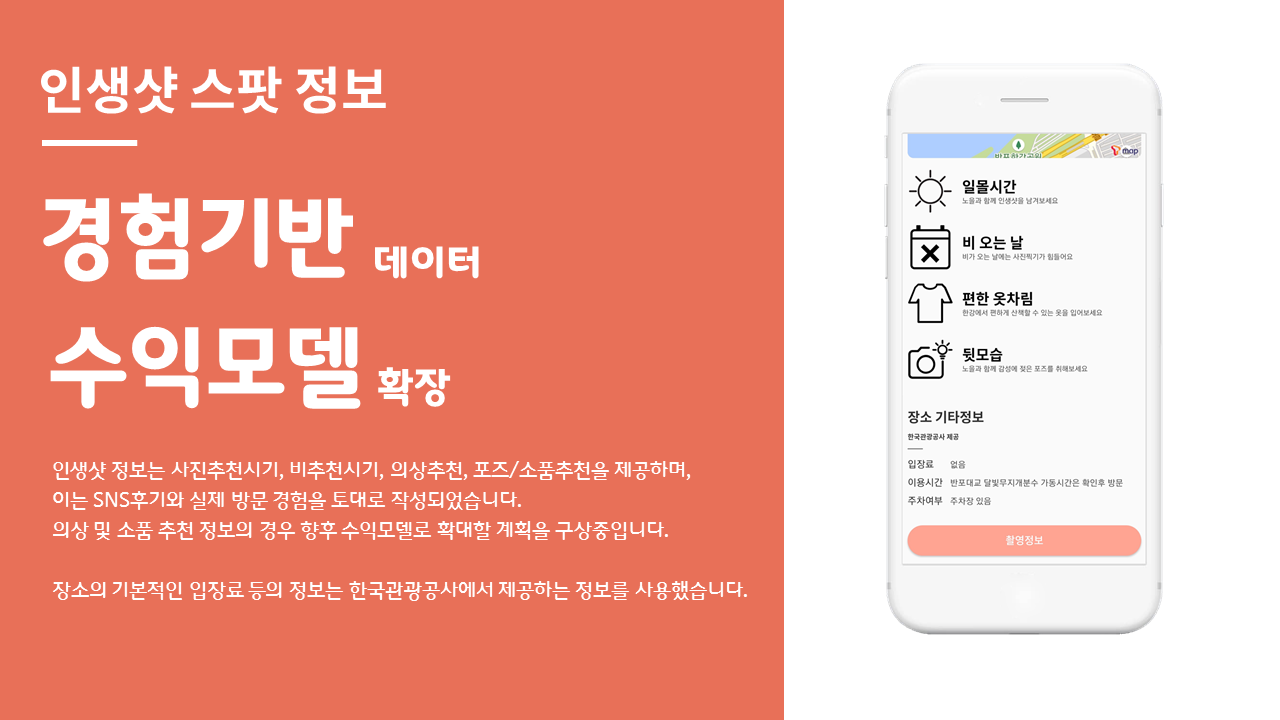 인생샷 스팟 정보
경험기반 데이터
수익모델 확장
인생샷 정보는 사진추천시기, 비추천시기, 의상추천, 포즈/소품추천을 제공하며,
이는 SNS후기와 실제 방문 경험을 토대로 작성되었습니다.
의상 및 소품 추천 정보의 경우 향후 수익모델로 확대할 계획을 구상중입니다.
장소의 기본적인 입장료 등의 정보는 한국관광공사에서 제공하는 정보를 사용했습니다.
반포한강공원
T map
일몰시간
노을과 함께 인생샷을 남겨보세요
비 오는 날
비가 오는 날에는 사진찍기가 힘들어요
편한 옷차림
한강에서 편하게 산책할 수 있는 옷을 입어보세요
뒷모습
노을과 함께 감성에 젖은 포즈를 취해보세요
장소 기타정보
한국관광공사 제공
입장료 없음
이용시간 반포대교 달빛무지개분수 가동시간은 확인후 방문
주차여부 주차장 있음
촬영정보